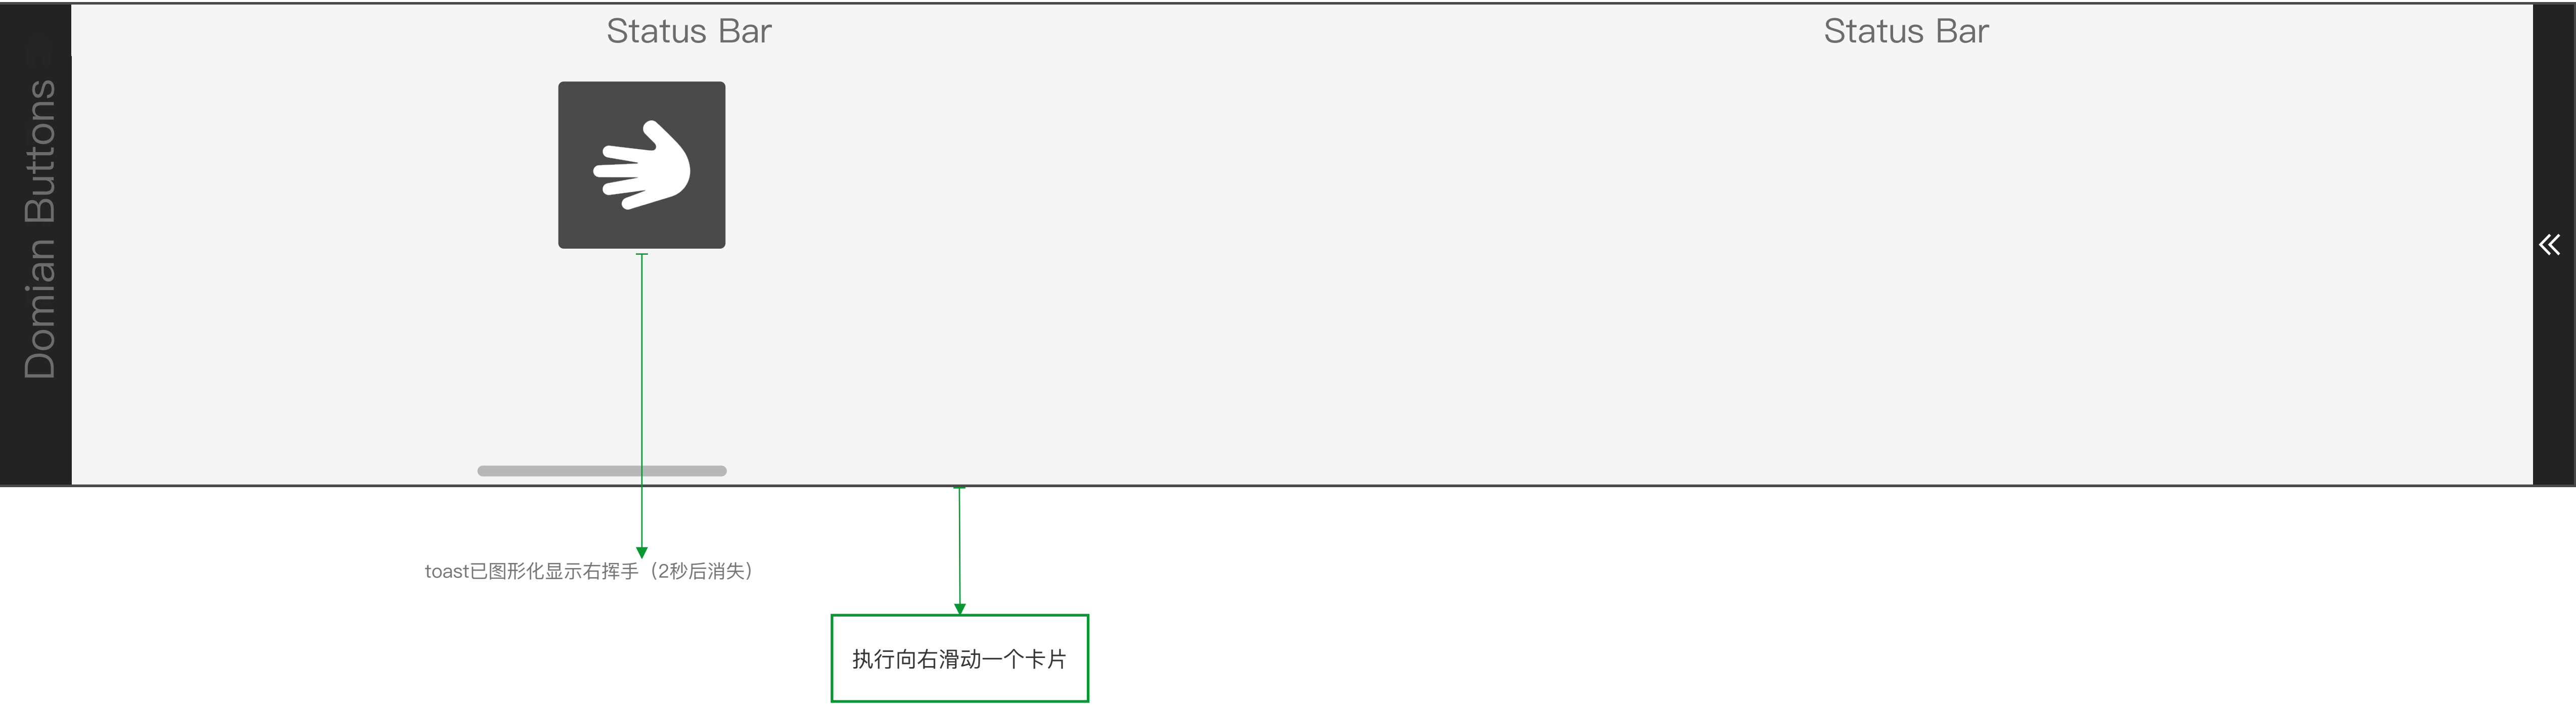 Status Bar
Status Bar
Domian Buttons
toast已图形化显示右挥手（2秒后消失）
执行向右滑动一个卡片